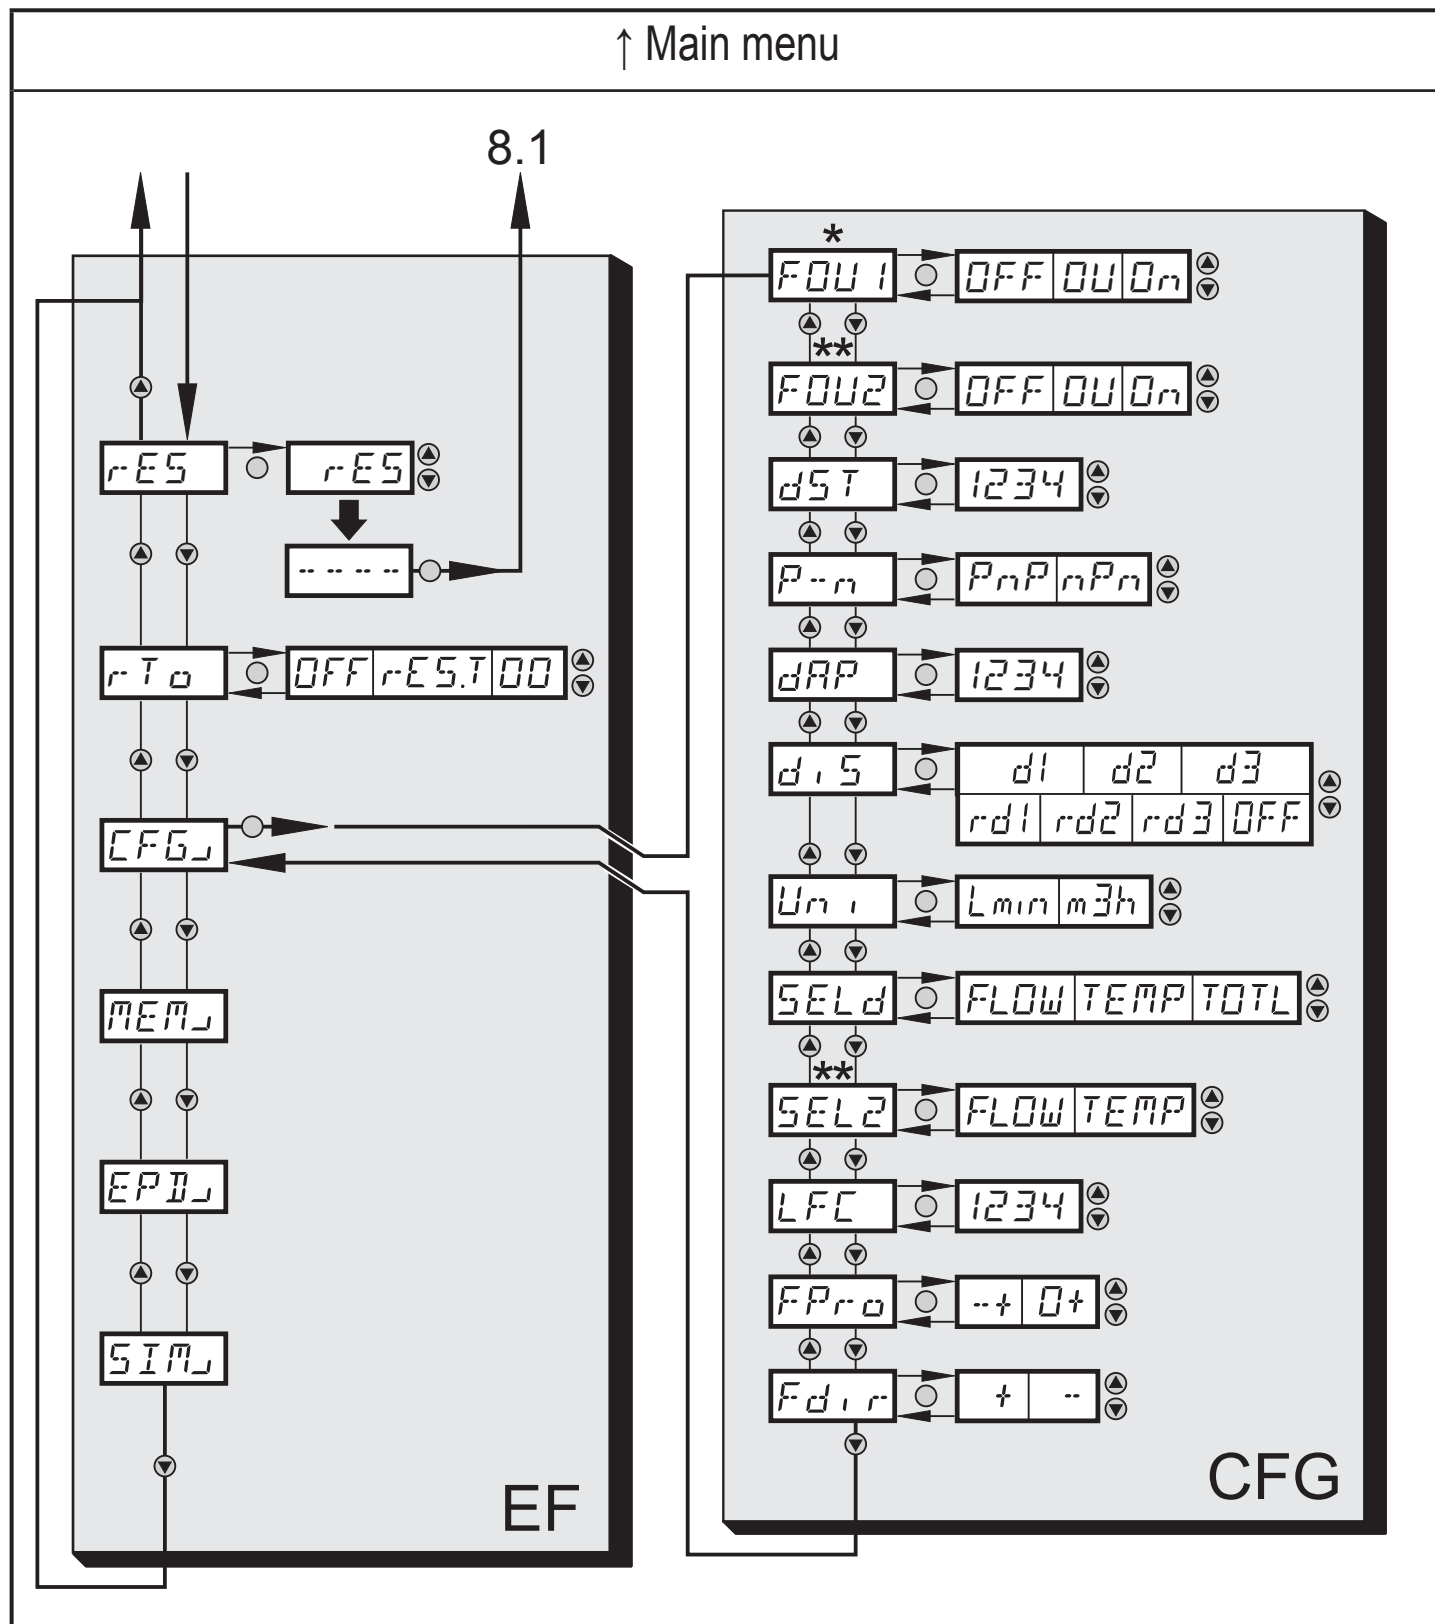 ↑ Main menu
8.1
rES
rES
-- -- -- --
rTo
OFF rES.T 00
CFG
MEM
EPD
SIM
EF
*
FOU1
OFF OU On
**
FOU2
OFF OU On
dST
1234
P-n
PnP nPn
dAP
1234
diS
d1 d2 d3
rd1 rd2 rd3 OFF
Uni
Lmin m3h
SELd
FLOW TEMP TOTL
**
SEL2
FLOW TEMP
LFC
1234
FPro
-+ 0+
Fdir
+ -
CFG